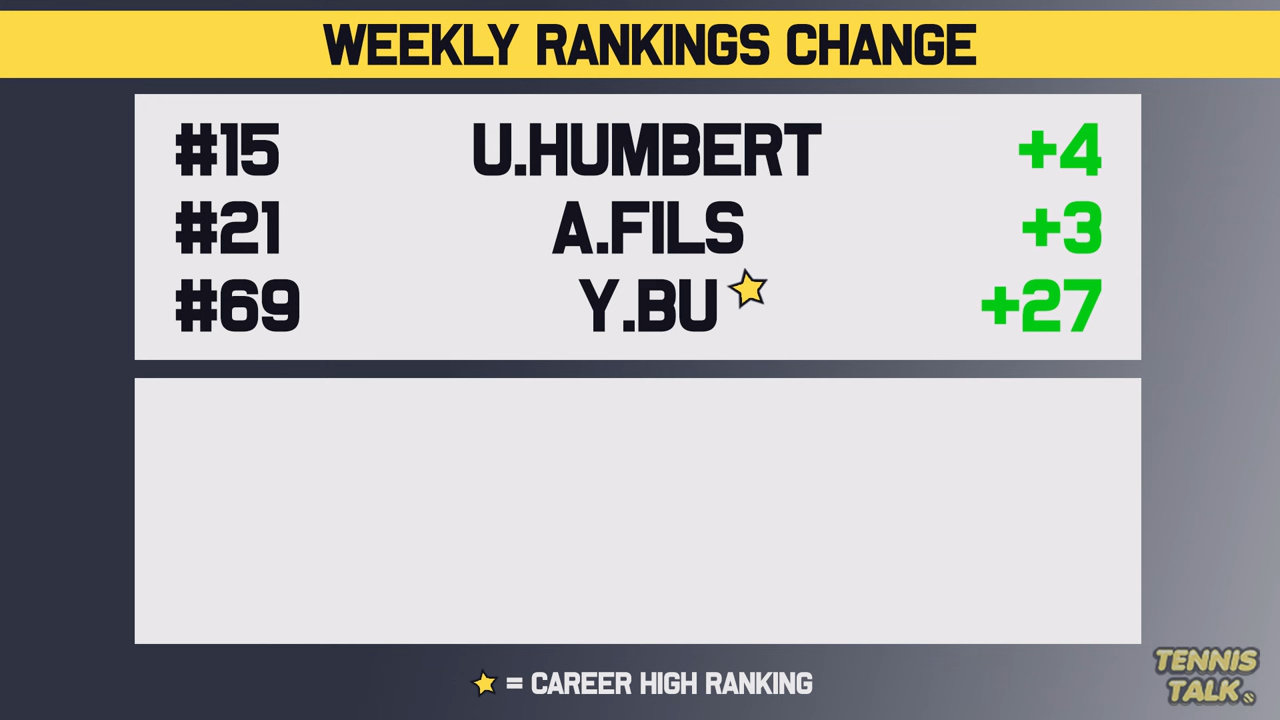 WEEKLY RANKINGS CHANGE
#15 U.HUMBERT +4
#21 A.FILS +3
#69 Y.BU +27
= CAREER HIGH RANKING
TENNIS
TALK